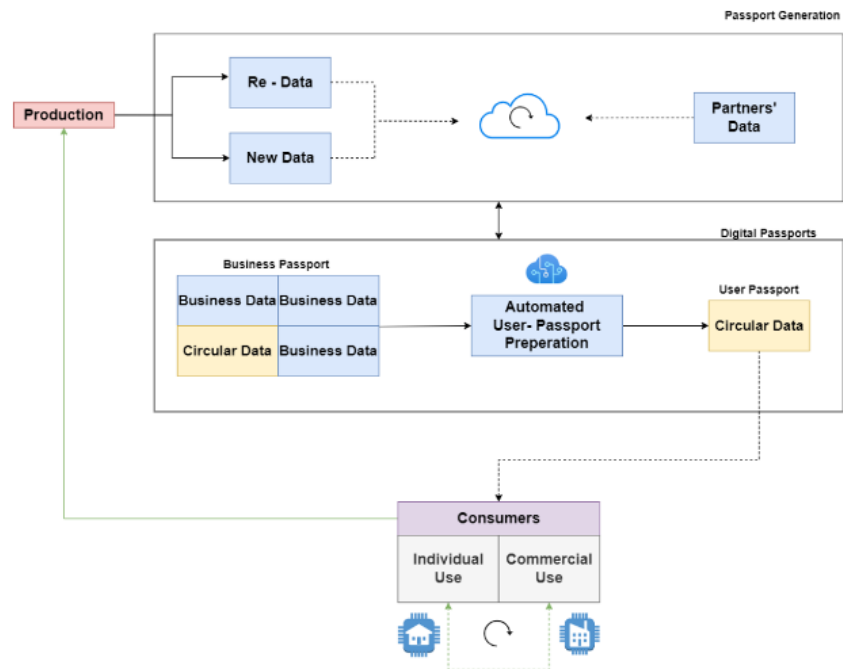 Passport Generation
Re - Data
Production
Partners'
Data
New Data
Digital Passports
Business Passport
User Passport
Business Data
Business Data
Automated
User- Passport
Preperation
Circular Data
Circular Data
Business Data
Consumers
Individual
Use
Commercial
Use